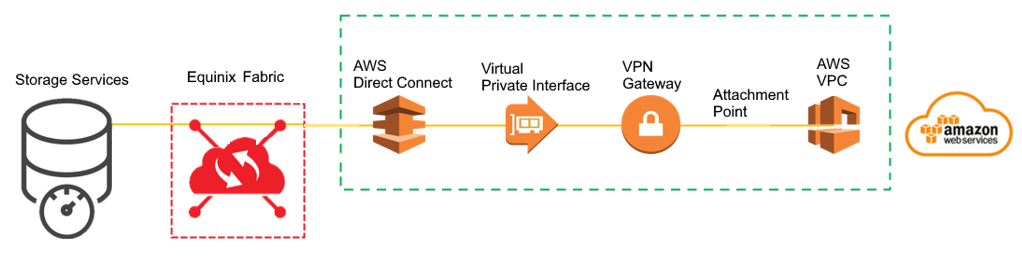 Storage Services
Equinix Fabric
AWS
Direct Connect
Virtual
Private Interface
VPN
Gateway
Attachment
Point
AWS
VPC
amazon
webservices